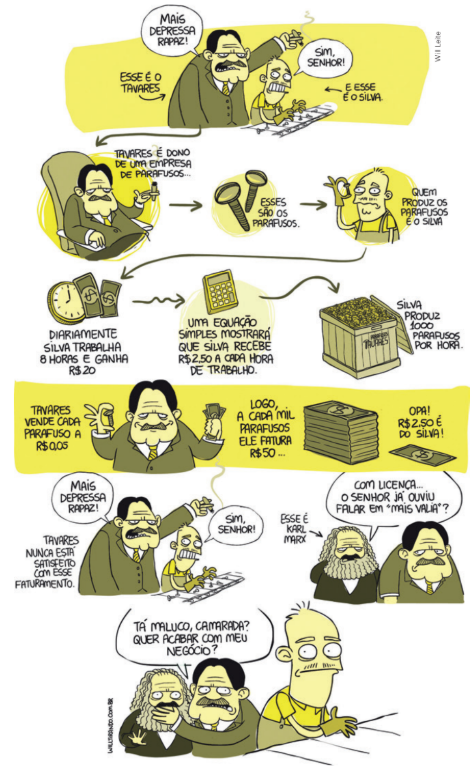 Will Leite
MAIS
DEPRESSA
RAPAZ!
SIM,
SENHOR!
ESSE É O
TAVARES
E ESSE
É O SILVA.
TAVARES É DONO
DE UMA EMPRESA
DE PARAFUSOS...
ESSES
SÃO OS
PARAFUSOS.
QUEM
PRODUZ OS
PARAFUSOS
É O SILVA
DIARIAMENTE
SILVA TRABALHA
8 HORAS E GANHA
R$ 20
UMA EQUAÇÃO
SIMPLES MOSTRARÁ
QUE SILVA RECEBE
R$ 2,50 A CADA HORA
DE TRABALHO.
TAVARES
SILVA
PRODUZ
1000
PARAFUSOS
POR HORA.
TAVARES
VENDE CADA
PARAFUSO A
R$ 0,05
LOGO,
A CADA MIL
PARAFUSOS
ELE FATURA
R$ 50 ...
OPA!
R$ 2,50 É
DO SILVA!
MAIS
DEPRESSA
RAPAZ!
SIM,
SENHOR!
TAVARES
NUNCA ESTÁ
SATISFEITO
COM ESSE
FATURAMENTO.
COM LICENÇA...
O SENHOR JÁ OUVIU
FALAR EM "MAIS VALIA"?
ESSE É
KARL
MARX
TÁ MALUCO, CAMARADA?
QUER ACABAR COM MEU
NEGÓCIO?
WILLTIRANDO.COM.BR